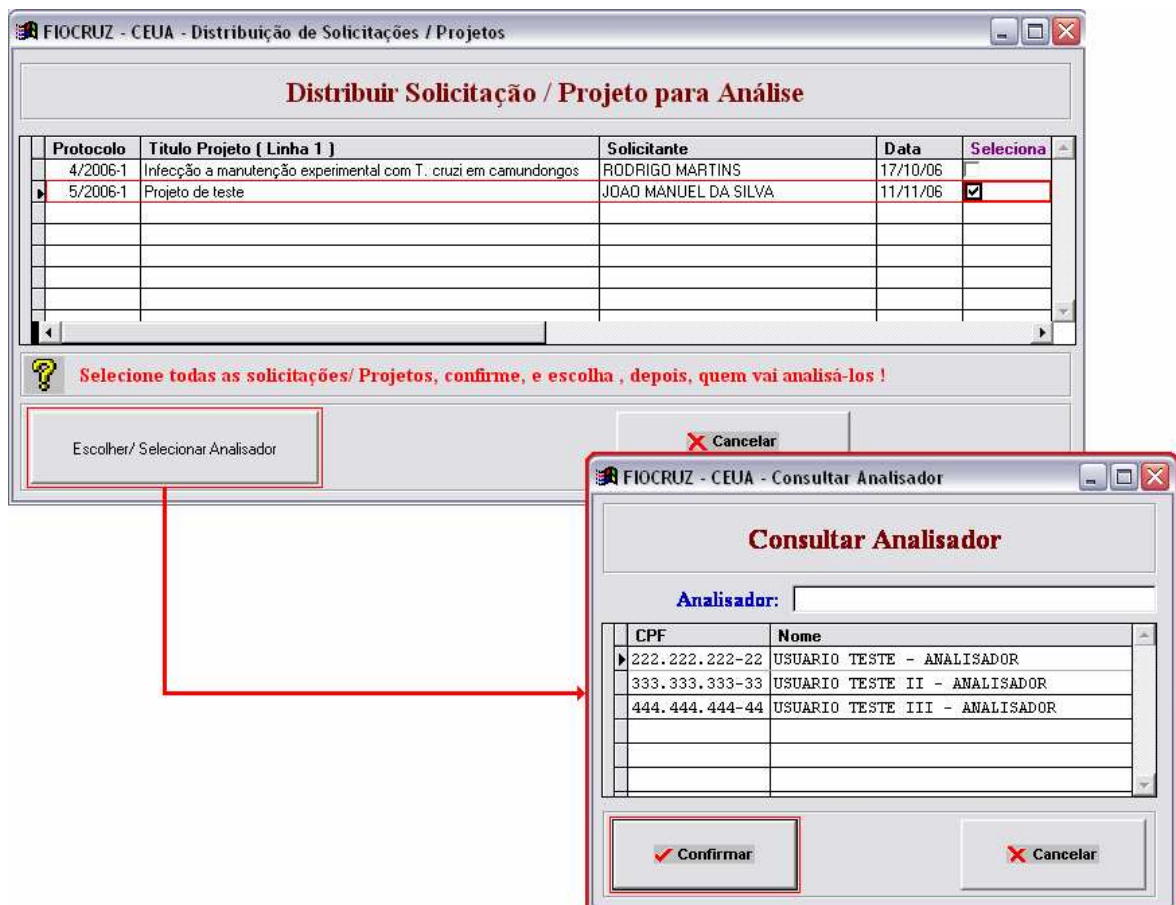 FIOCRUZ - CEUA - Distribuição de Solicitações / Projetos
Distribuir Solicitação / Projeto para Análise
Protocolo Titulo Projeto ( Linha 1 ) Solicitante Data Seleciona
4/2006-1 Infecção a manutenção experimental com T. cruzi em camundongos RODRIGO MARTINS 17/10/06
5/2006-1 Projeto de teste JOAO MANUEL DA SILVA 11/11/06
Selecione todas as solicitações/ Projetos, confirme, e escolha , depois, quem vai analisá-los !
Escolher/ Selecionar Analisador
Cancelar
FIOCRUZ - CEUA - Consultar Analisador
Consultar Analisador
Analisador:
CPF Nome
222.222.222-22 USUARIO TESTE - ANALISADOR
333.333.333-33 USUARIO TESTE II - ANALISADOR
444.444.444-44 USUARIO TESTE III - ANALISADOR
Confirmar
Cancelar